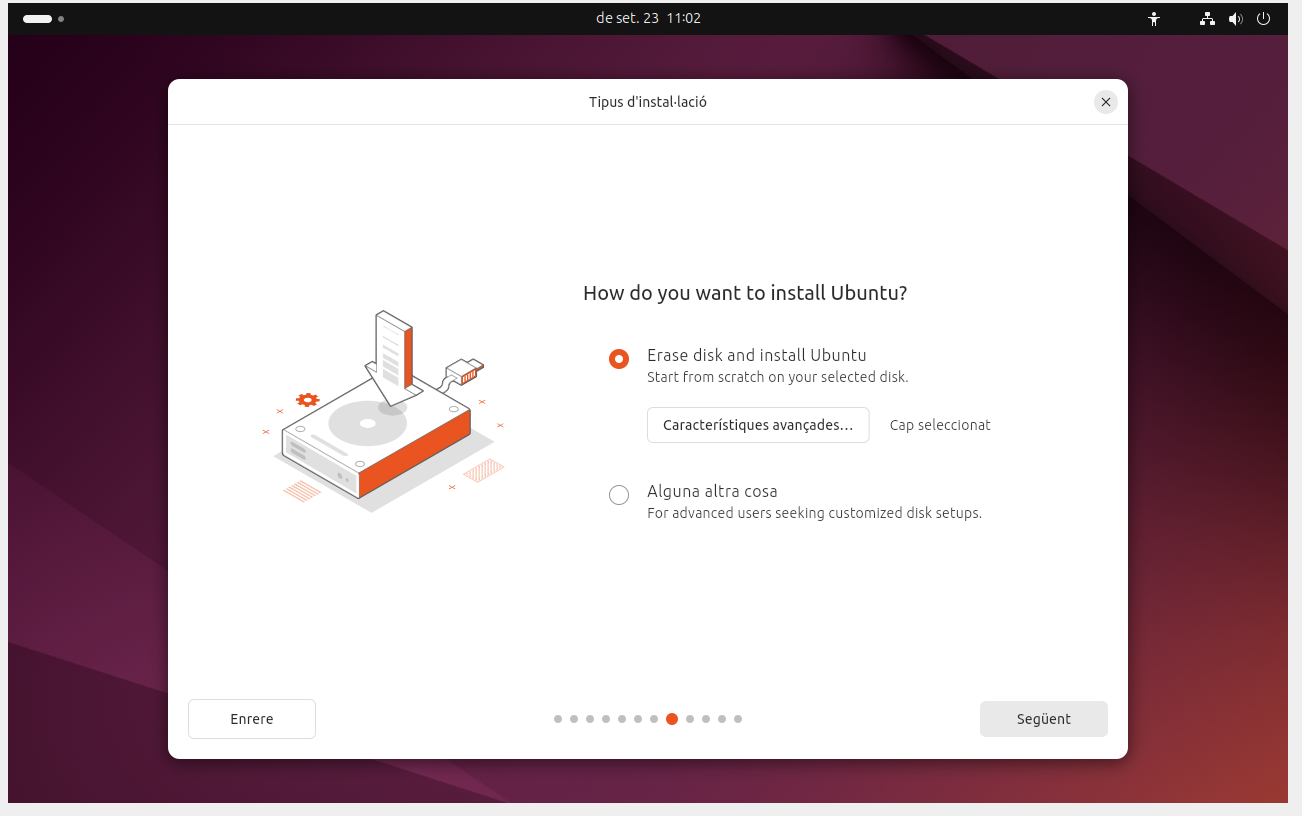 de set. 23 11:02
Tipus d'instal·lació
How do you want to install Ubuntu?
Erase disk and install Ubuntu
Start from scratch on your selected disk.
Característiques avançades... Cap seleccionat
Alguna altra cosa
For advanced users seeking customized disk setups.
Enrere Següent